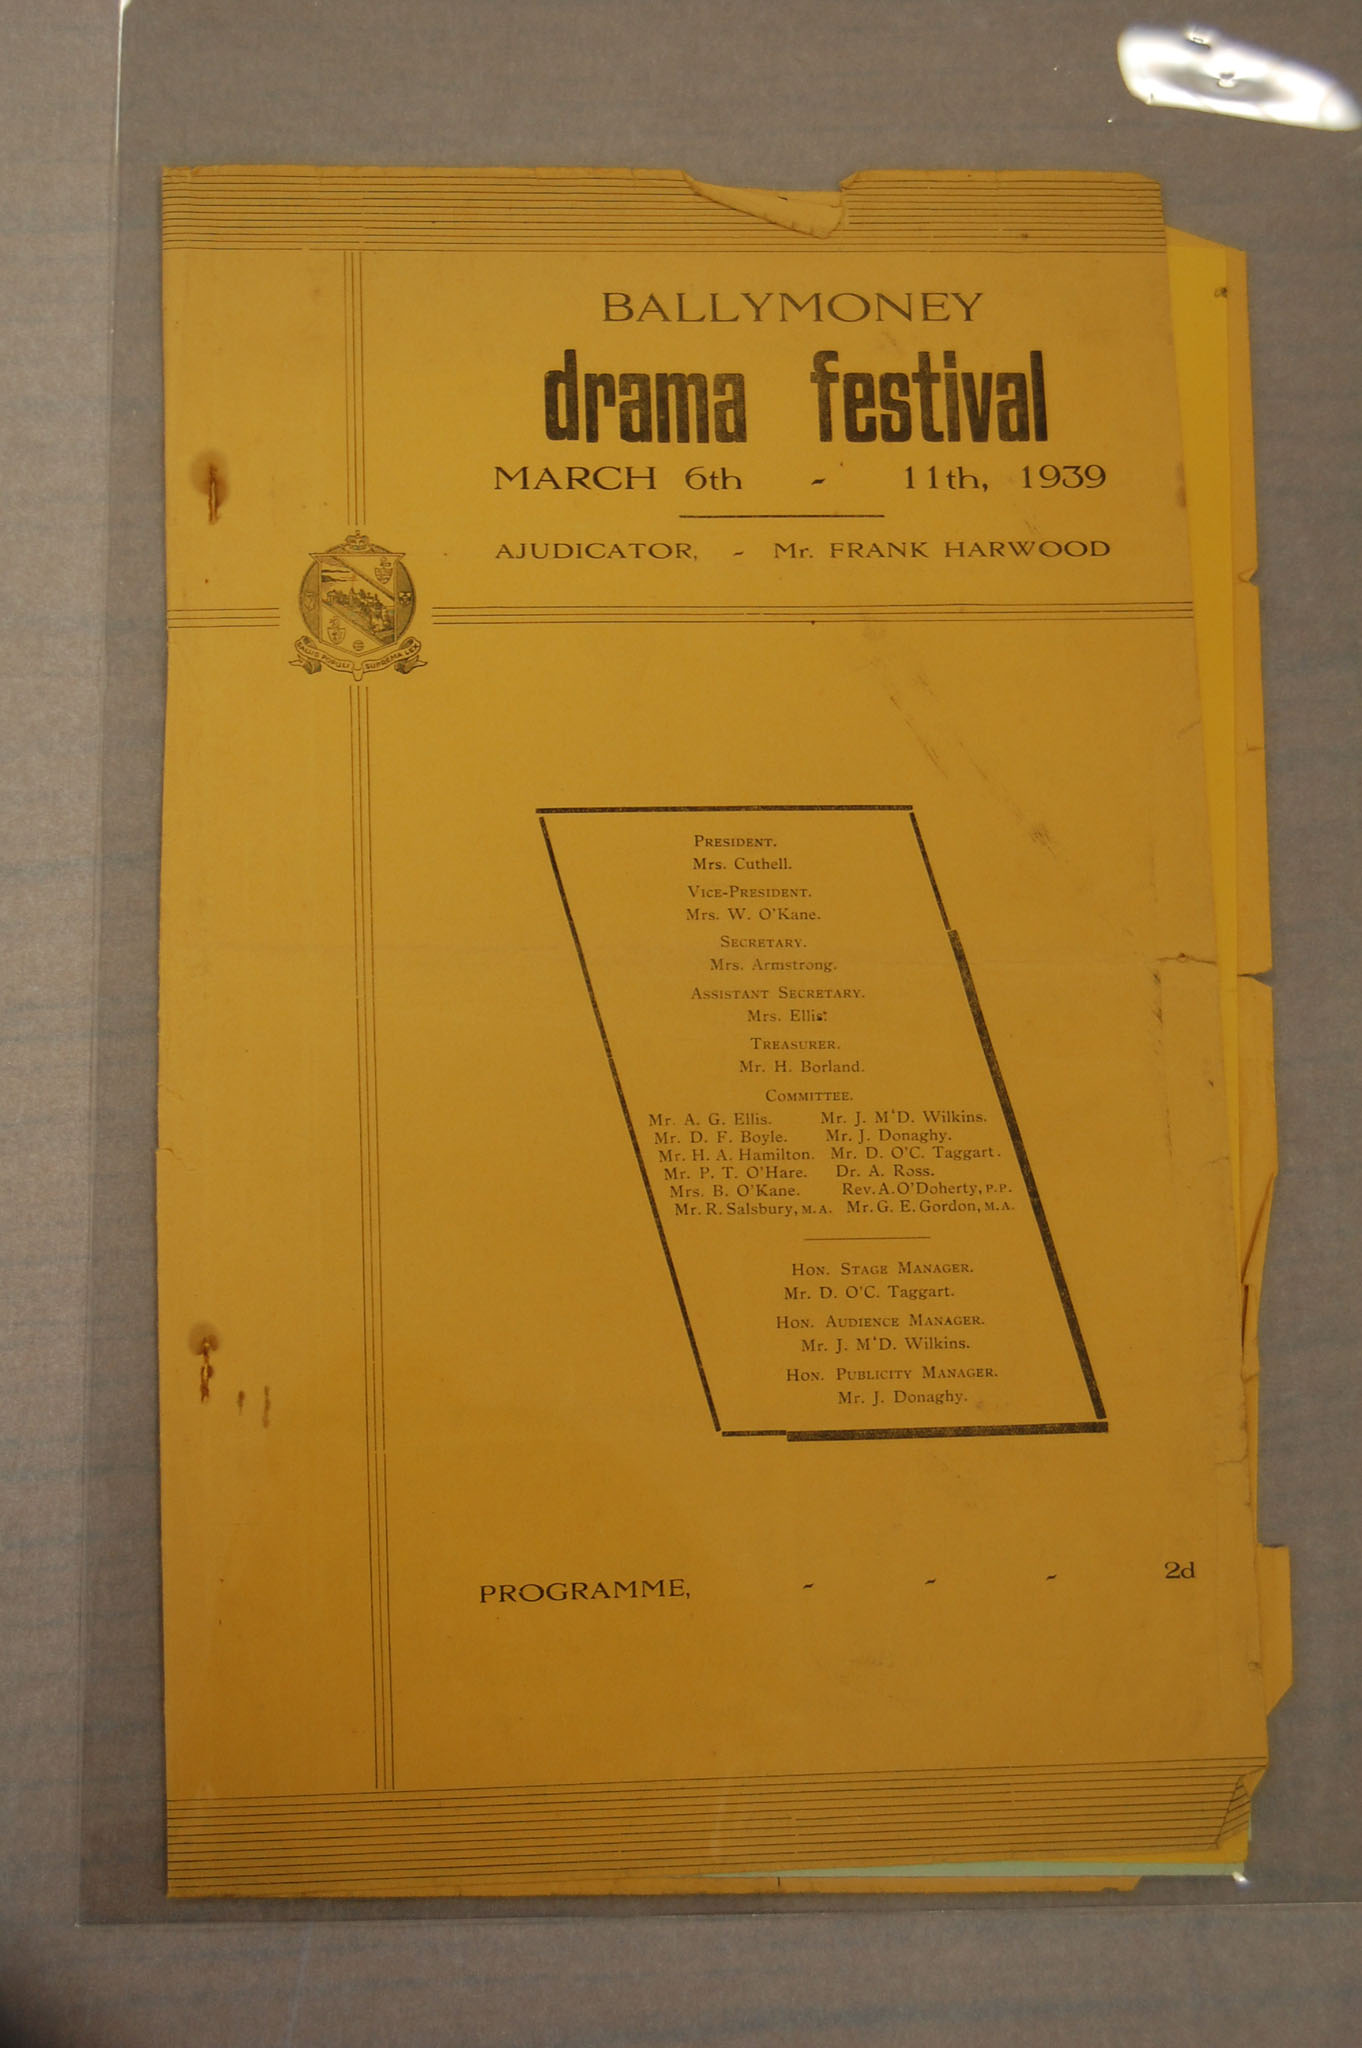 BALLYMONEY
drama festival
MARCH 6th - 11th, 1939
AJUDICATOR, - Mr. FRANK HARWOOD
SALUS POPULI SUPREMA LEX
PRESIDENT.
Mrs. Cuthell.
VICE-PRESIDENT.
Mrs. W. O'Kane.
SECRETARY.
Mrs. Armstrong.
ASSISTANT SECRETARY.
Mrs. Ellis.
TREASURER.
Mr. H. Borland.
COMMITTEE.
Mr. A. G. Ellis. Mr. J. M‘D. Wilkins.
Mr. D. F. Boyle. Mr. J. Donaghy.
Mr. H. A. Hamilton. Mr. D. O'C. Taggart.
Mr. P. T. O'Hare. Dr. A. Ross.
Mrs. B. O'Kane. Rev. A. O'Doherty, P.P.
Mr. R. Salsbury, M.A. Mr. G. E. Gordon, M.A.
HON. STAGE MANAGER.
Mr. D. O'C. Taggart.
HON. AUDIENCE MANAGER.
Mr. J. M‘D. Wilkins.
HON. PUBLICITY MANAGER.
Mr. J. Donaghy.
PROGRAMME, - - - 2d